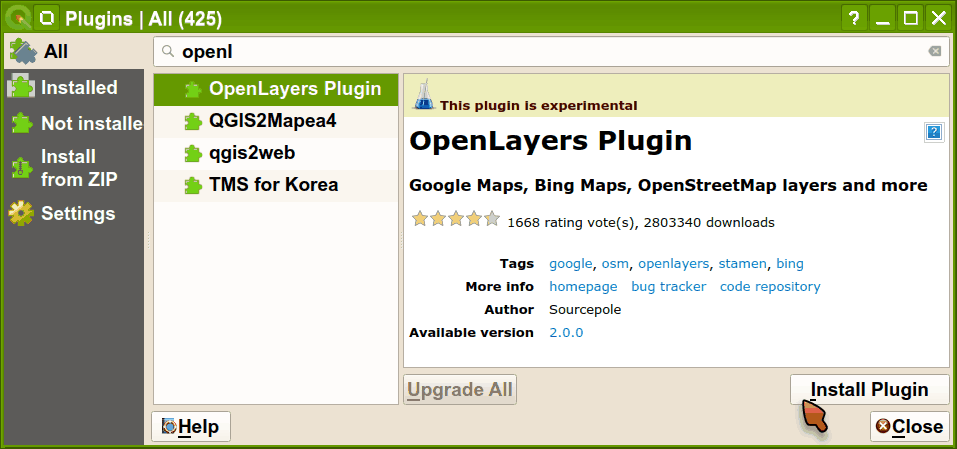 Plugins | All (425)
?
All
Installed
Not installe
Install
from ZIP
Settings
openl
OpenLayers Plugin
QGIS2Mapea4
qgis2web
TMS for Korea
This plugin is experimental
OpenLayers Plugin
?
Google Maps, Bing Maps, OpenStreetMap layers and more
1668 rating vote(s), 2803340 downloads
Tags google, osm, openlayers, stamen, bing
More info homepage bug tracker code repository
Author Sourcepole
Available version 2.0.0
Upgrade All Install Plugin
Help Close